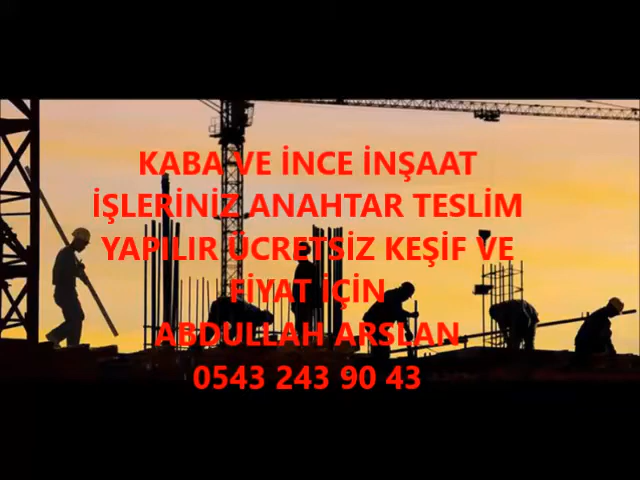 KABA VE İNCE İNŞAAT
İŞLERİNİZ ANAHTAR TESLİM
YAPILIR ÜCRETSİZ KEŞİF VE
FİYAT İÇİN
ABDULLAH ARSLAN
0543 243 90 43